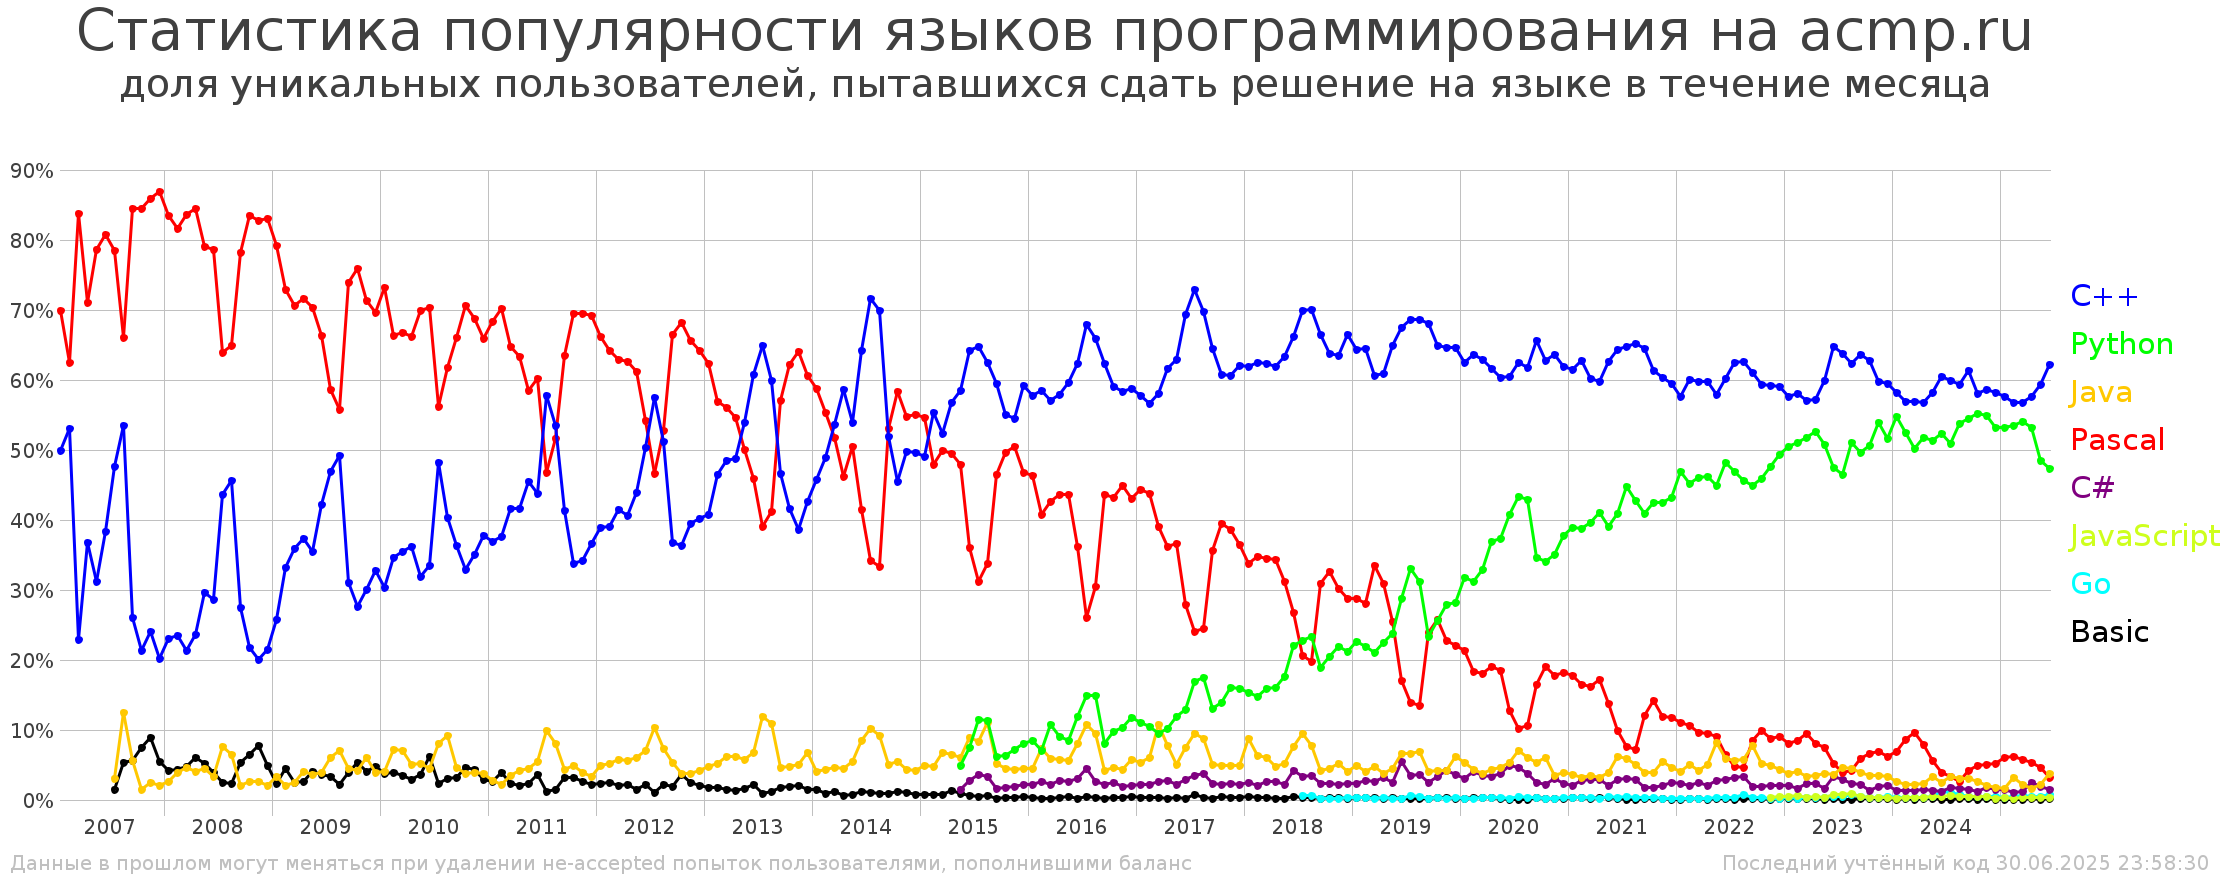 Статистика популярности языков программирования на acmp.ru
доля уникальных пользователей, пытавшихся сдать решение на языке в течение месяца
90%
80%
70%
60%
50%
40%
30%
20%
10%
0%
C++
Python
Java
Pascal
C#
JavaScript
Go
Basic
2007 2008 2009 2010 2011 2012 2013 2014 2015 2016 2017 2018 2019 2020 2021 2022 2023 2024
Данные в прошлом могут меняться при удалении не-accepted попыток пользователями, пополнившими баланс
Последний учтённый код 30.06.2025 23:58:30